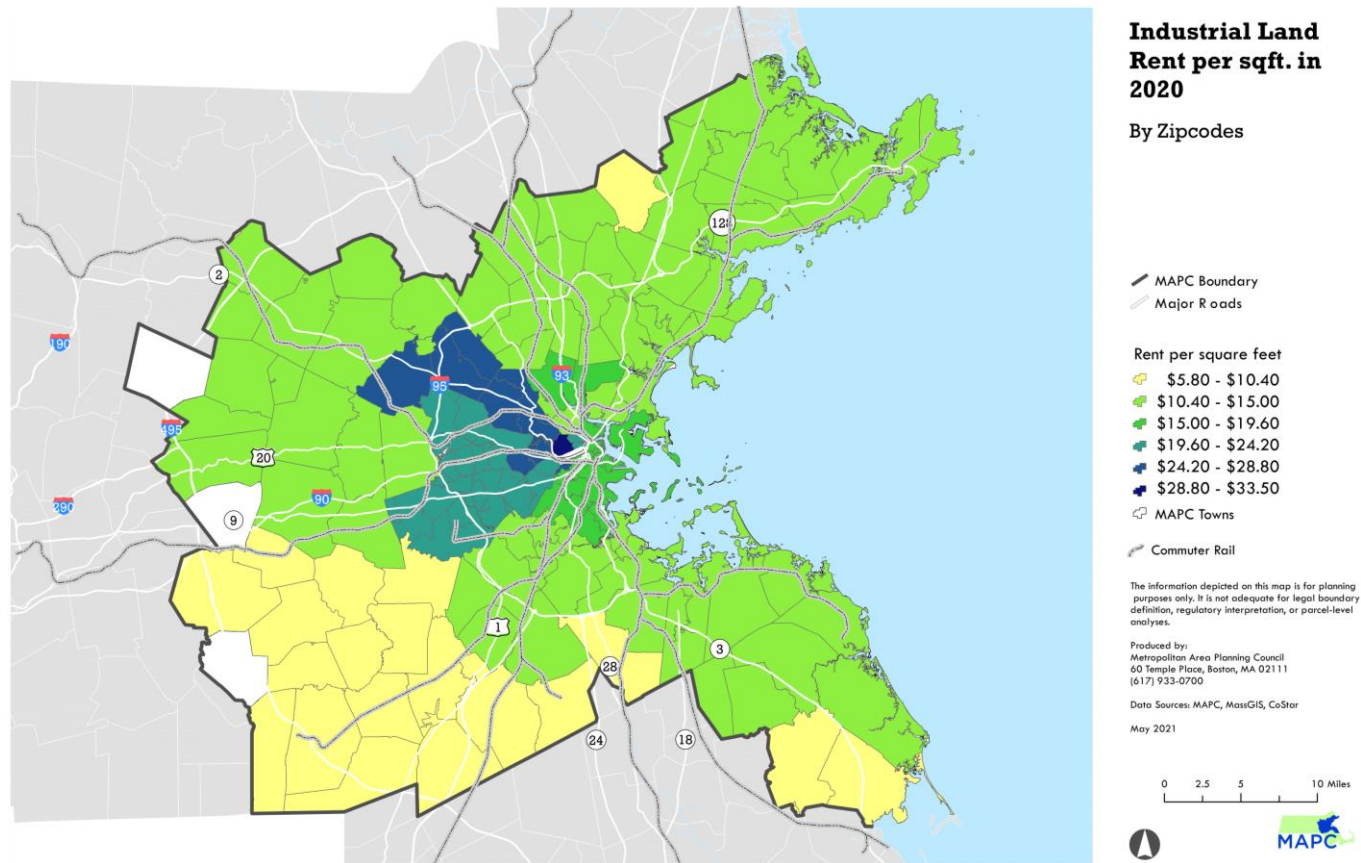 Industrial Land
Rent per sqft. in
2020
By Zipcodes
MAPC Boundary
Major Roads
Rent per square feet
$5.80 - $10.40
$10.40 - $15.00
$15.00 - $19.60
$19.60 - $24.20
$24.20 - $28.80
$28.80 - $33.50
MAPC Towns
Commuter Rail
The information depicted on this map is for planning
purposes only. It is not adequate for legal boundary
definition, regulatory interpretation, or parcel-level
analyses.
Produced by:
Metropolitan Area Planning Council
60 Temple Place, Boston, MA 02111
(617) 933-0700
Data Sources: MAPC, MassGIS, CoStar
May 2021
0 2.5 5 10 Miles
MAPC
128
2
190
95
93
495
20
290
90
9
1
28
3
24
18